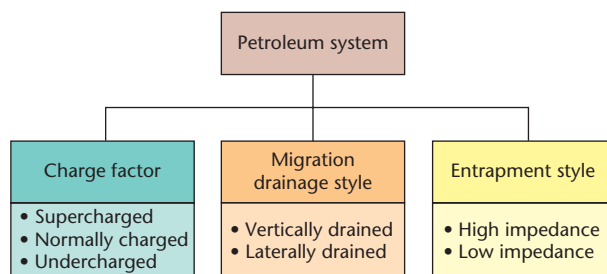 Petroleum system
Charge factor
• Supercharged
• Normally charged
• Undercharged
Migration
drainage style
• Vertically drained
• Laterally drained
Entrapment style
• High impedance
• Low impedance